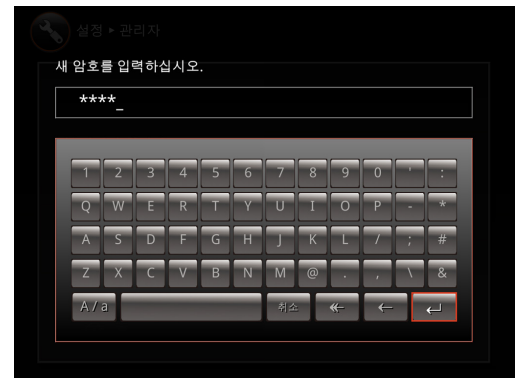 설정 ▸ 관리자
새 암호를 입력하십시오.
****_
1 2 3 4 5 6 7 8 9 0 ' :
Q W E R T Y U I O P - *
A S D F G H J K L / ; #
Z X C V B N M @ . , \ &
A / a 취소 ↞ ← ↵